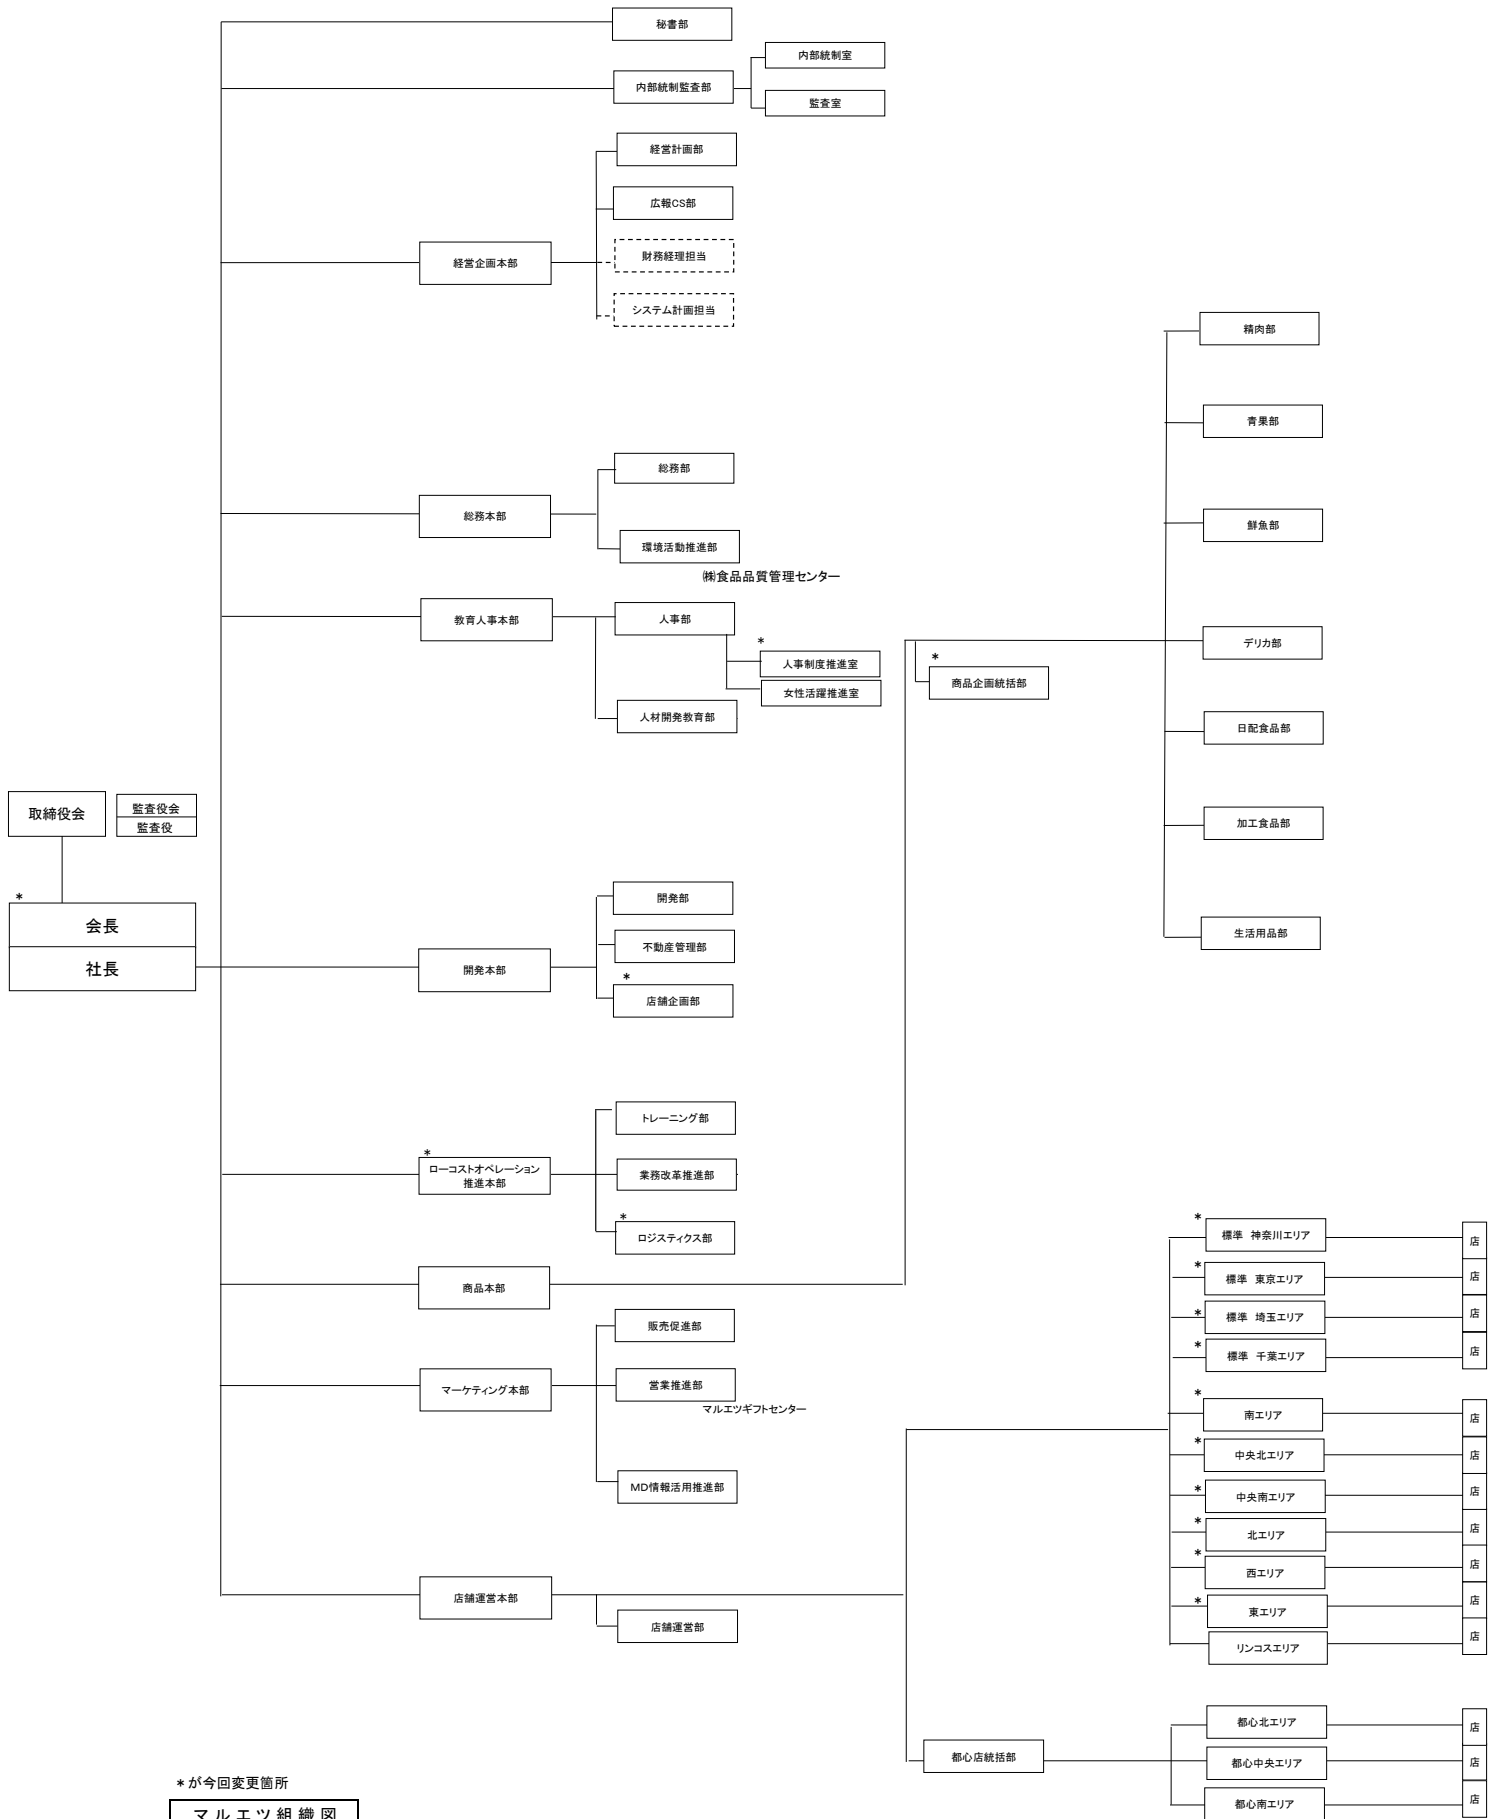 秘書部
内部統制室
内部統制監査部
監査室
経営計画部
広報CS部
経営企画本部
財務経理担当
システム計画担当
精肉部
青果部
総務部
総務本部
鮮魚部
環境活動推進部
㈱食品品質管理センター
教育人事本部
人事部
*
人事制度推進室
女性活躍推進室
人材開発教育部
デリカ部
*
商品企画統括部
日配食品部
加工食品部
生活用品部
取締役会
監査役会
監査役
*
会長
社長
開発部
不動産管理部
開発本部
*
店舗企画部
トレーニング部
*
ローコストオペレーション
推進本部
業務改革推進部
*
ロジスティクス部
商品本部
販売促進部
マーケティング本部
営業推進部
マルエツギフトセンター
MD情報活用推進部
店舗運営本部
店舗運営部
* 標準 神奈川エリア 店
* 標準 東京エリア 店
* 標準 埼玉エリア 店
* 標準 千葉エリア 店
* 南エリア 店
* 中央北エリア 店
* 中央南エリア 店
* 北エリア 店
* 西エリア 店
* 東エリア 店
リンコスエリア 店
都心店統括部
都心北エリア 店
都心中央エリア 店
都心南エリア 店
*が今回変更箇所
マルエツ組織図